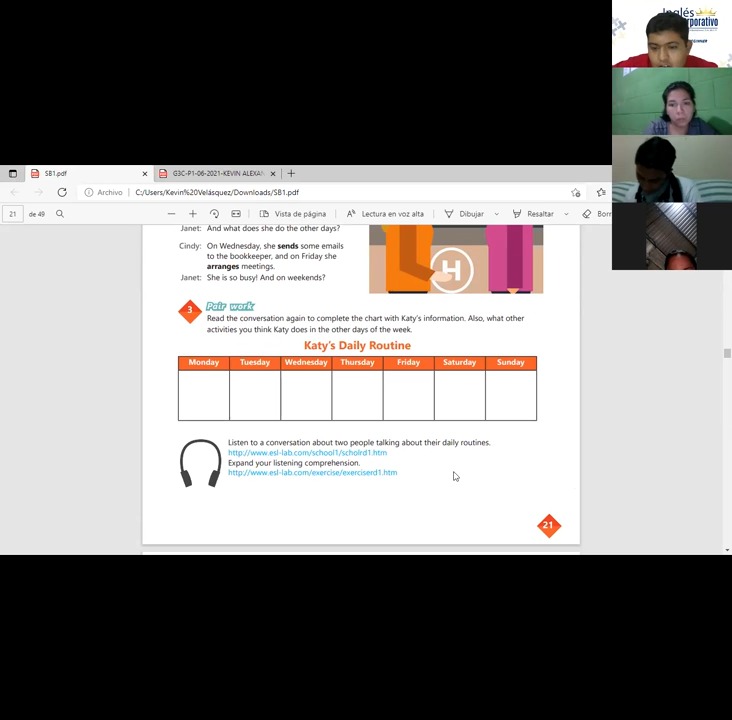 Inglés
rporativo
SB1.pdf
G3C-P1-06-2021-KEVIN ALEXAN
Archivo
C:/Users/Kevin%20Velásquez/Downloads/SB1.pdf
21
de 49
Vista de página
Lectura en voz alta
Dibujar
Resaltar
Borr
Janet: And what does she do the other days?
Cindy: On Wednesday, she sends some emails
to the bookkeeper, and on Friday she
arranges meetings.
Janet: She is so busy! And on weekends?
H
3
Pair work
Read the conversation again to complete the chart with Katy's information. Also, what other
activities you think Katy does in the other days of the week.
Katy's Daily Routine
Monday Tuesday Wednesday Thursday Friday Saturday Sunday
Listen to a conversation about two people talking about their daily routines.
http://www.esl-lab.com/school1/scholrd1.htm
Expand your listening comprehension.
http://www.esl-lab.com/exercise/exerciserd1.htm
21